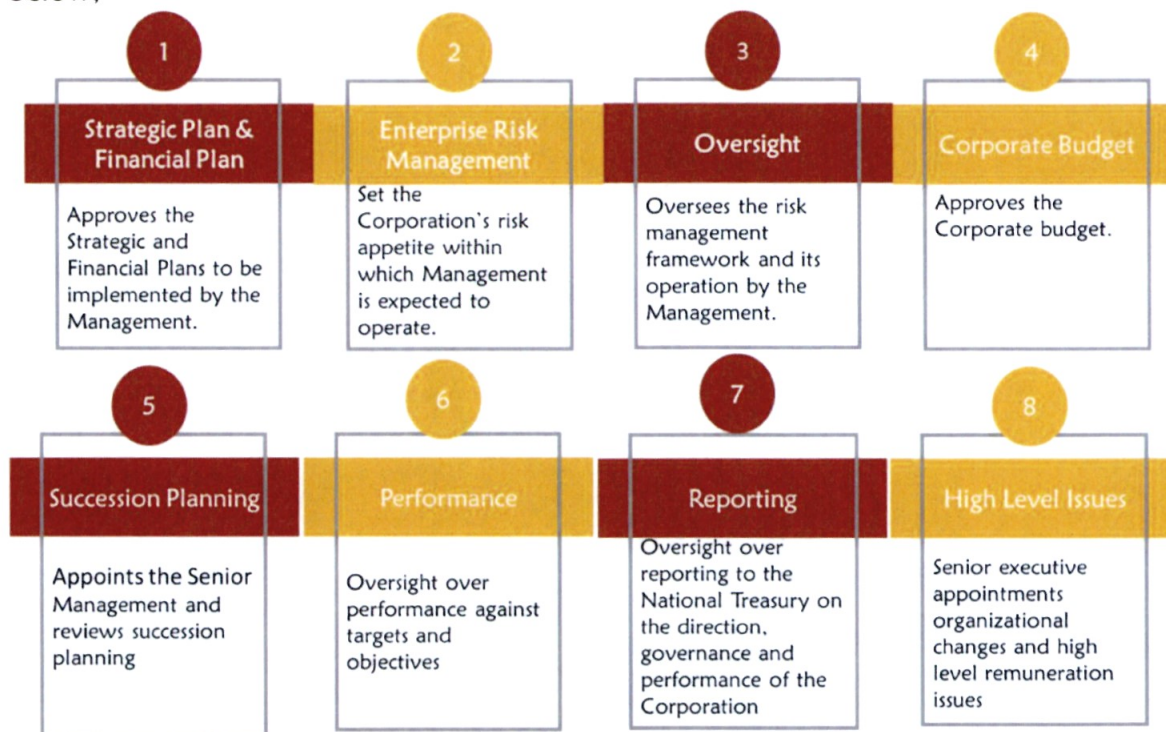 1
Strategic Plan &
Financial Plan
Approves the
Strategic and
Financial Plans to be
implemented by the
Management.
2
Enterprise Risk
Management
Set the
Corporation's risk
appetite within
which Management
is expected to
operate.
3
Oversight
Oversees the risk
management
framework and its
operation by the
Management.
4
Corporate Budget
Approves the
Corporate budget.
5
Succession Planning
Appoints the Senior
Management and
reviews succession
planning
6
Performance
Oversight over
performance against
targets and
objectives
7
Reporting
Oversight over
reporting to the
National Treasury on
the direction,
governance and
performance of the
Corporation
8
High Level Issues
Senior executive
appointments
organizational
changes and high
level remuneration
issues